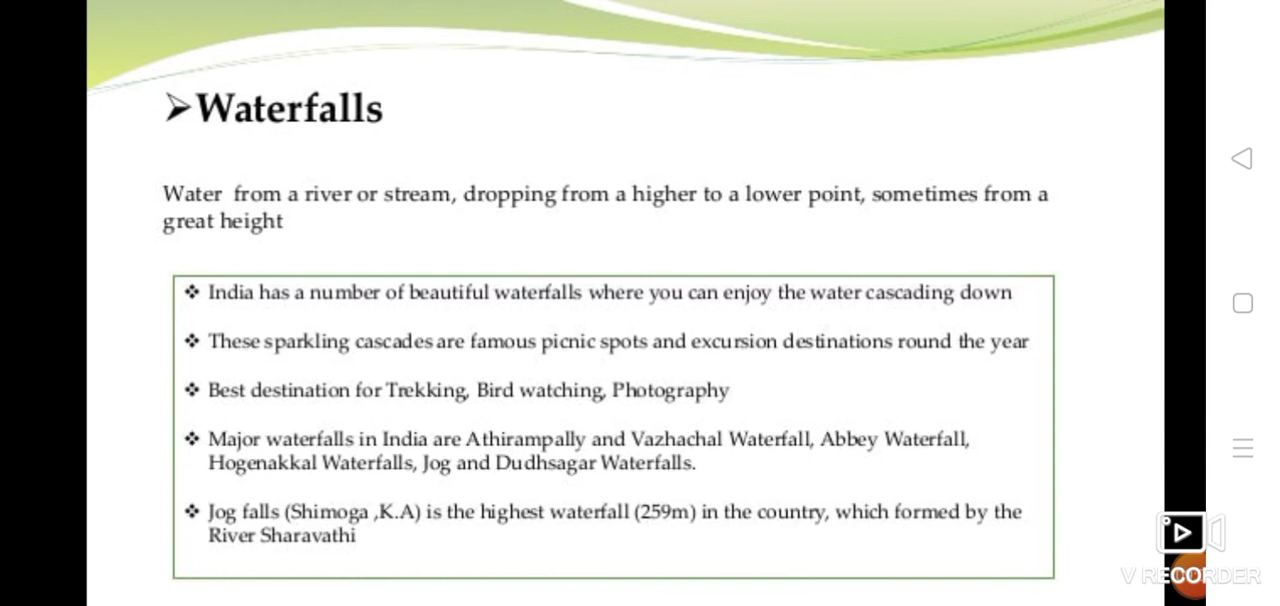 ➢Waterfalls
Water from a river or stream, dropping from a higher to a lower point, sometimes from a
great height
❖ India has a number of beautiful waterfalls where you can enjoy the water cascading down
❖ These sparkling cascades are famous picnic spots and excursion destinations round the year
❖ Best destination for Trekking, Bird watching, Photography
❖ Major waterfalls in India are Athirampally and Vazhachal Waterfall, Abbey Waterfall,
Hogenakkal Waterfalls, Jog and Dudhsagar Waterfalls.
❖ Jog falls (Shimoga ,K.A) is the highest waterfall (259m) in the country, which formed by the
River Sharavathi
V RECORDER